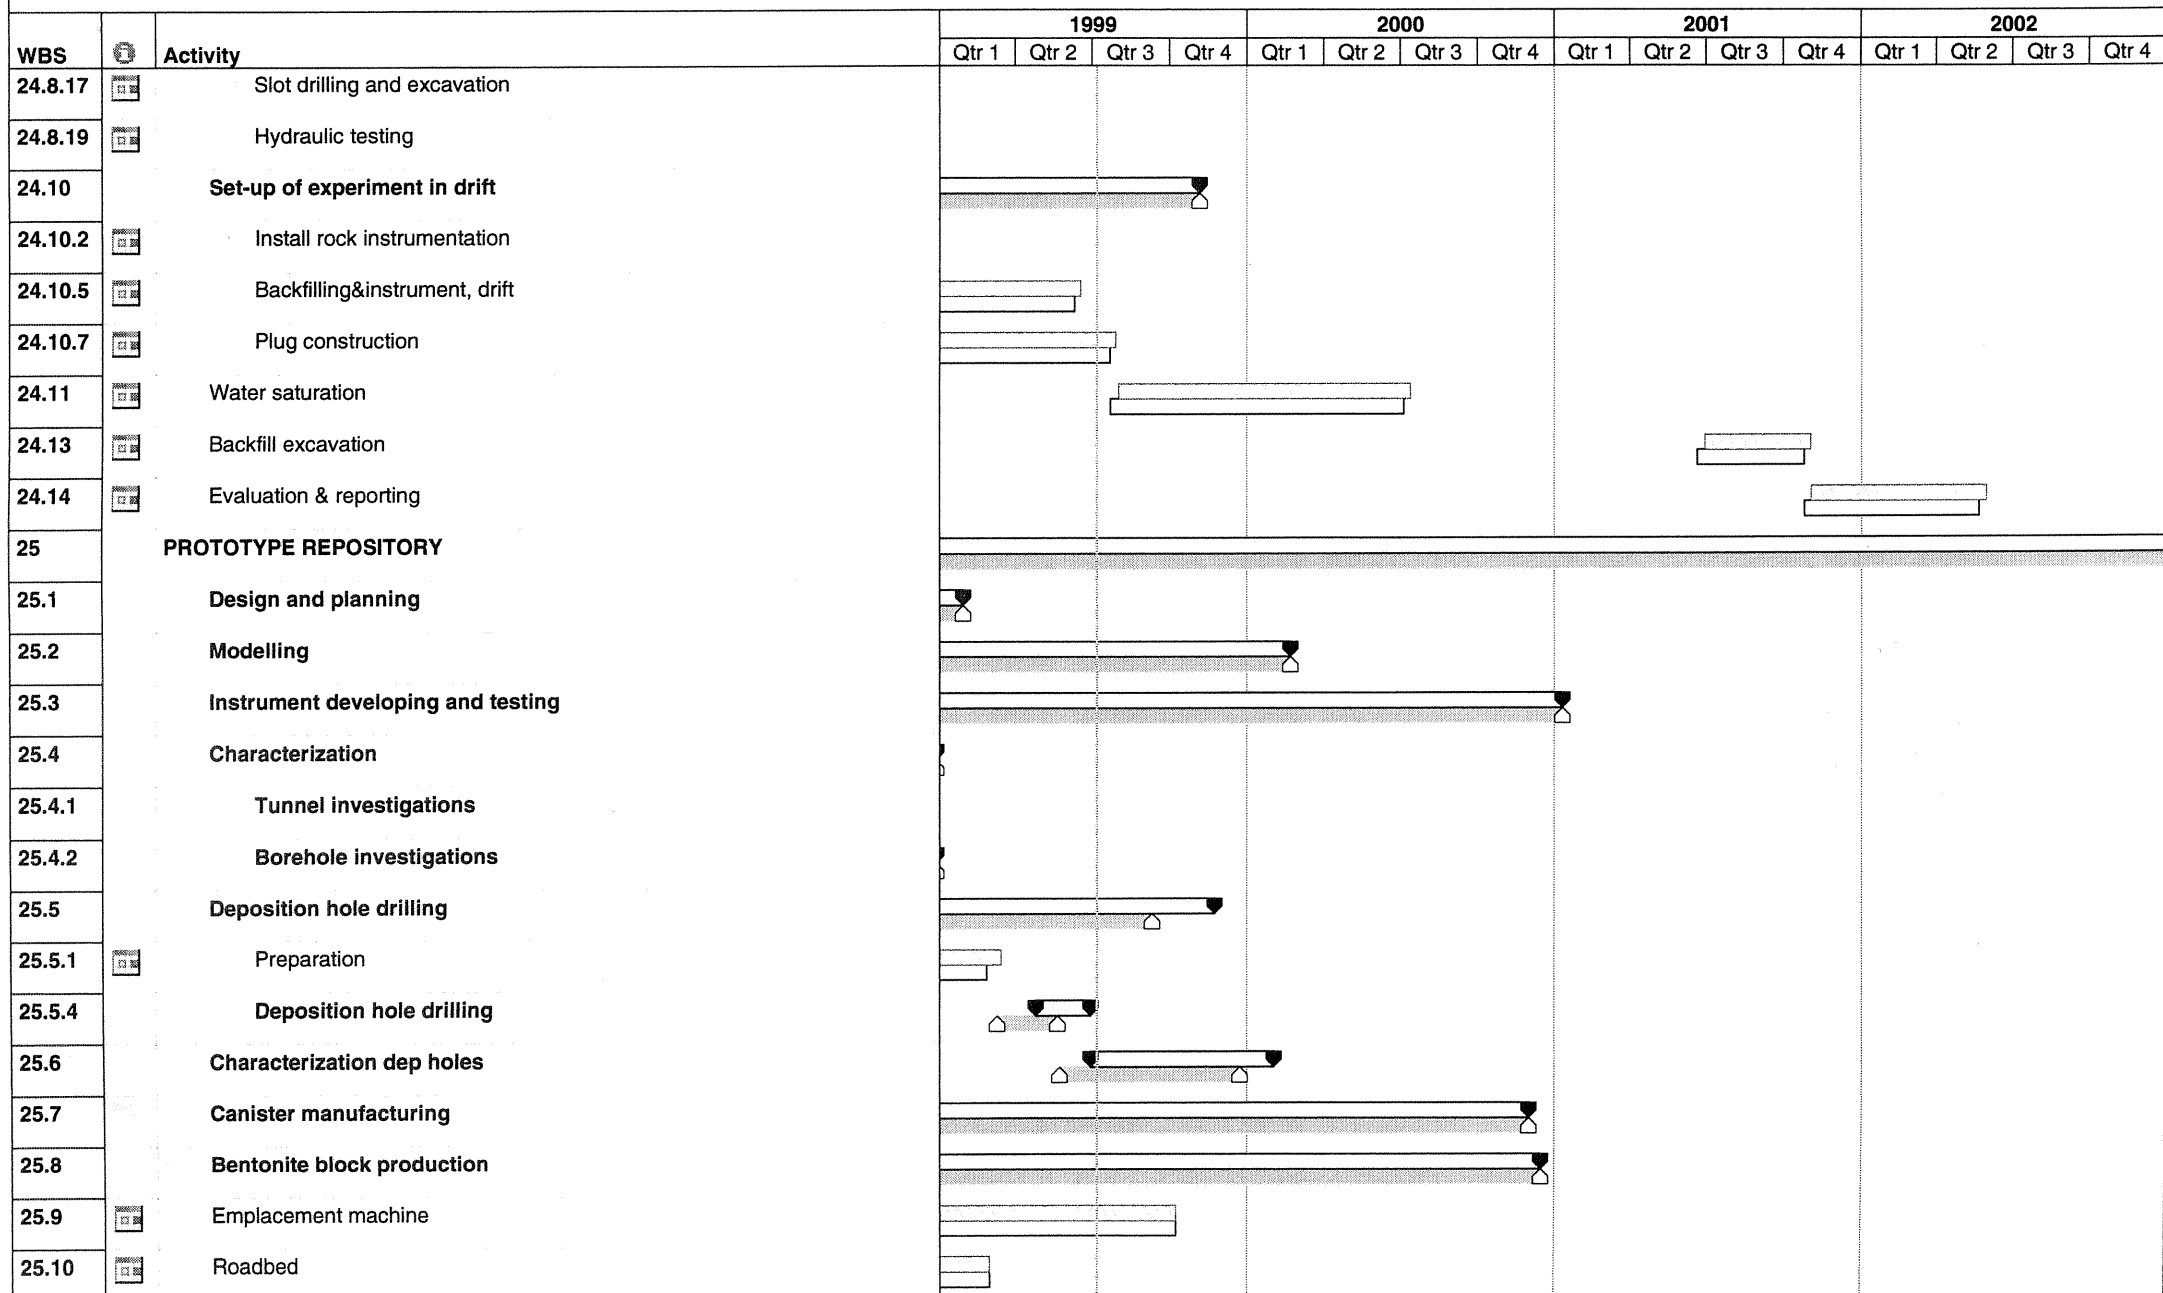 1999 2000 2001 2002
WBS Activity Qtr 1 Qtr 2 Qtr 3 Qtr 4 Qtr 1 Qtr 2 Qtr 3 Qtr 4 Qtr 1 Qtr 2 Qtr 3 Qtr 4 Qtr 1 Qtr 2 Qtr 3 Qtr 4
24.8.17 Slot drilling and excavation
24.8.19 Hydraulic testing
24.10 Set-up of experiment in drift
24.10.2 Install rock instrumentation
24.10.5 Backfilling&instrument, drift
24.10.7 Plug construction
24.11 Water saturation
24.13 Backfill excavation
24.14 Evaluation & reporting
25 PROTOTYPE REPOSITORY
25.1 Design and planning
25.2 Modelling
25.3 Instrument developing and testing
25.4 Characterization
25.4.1 Tunnel investigations
25.4.2 Borehole investigations
25.5 Deposition hole drilling
25.5.1 Preparation
25.5.4 Deposition hole drilling
25.6 Characterization dep holes
25.7 Canister manufacturing
25.8 Bentonite block production
25.9 Emplacement machine
25.10 Roadbed